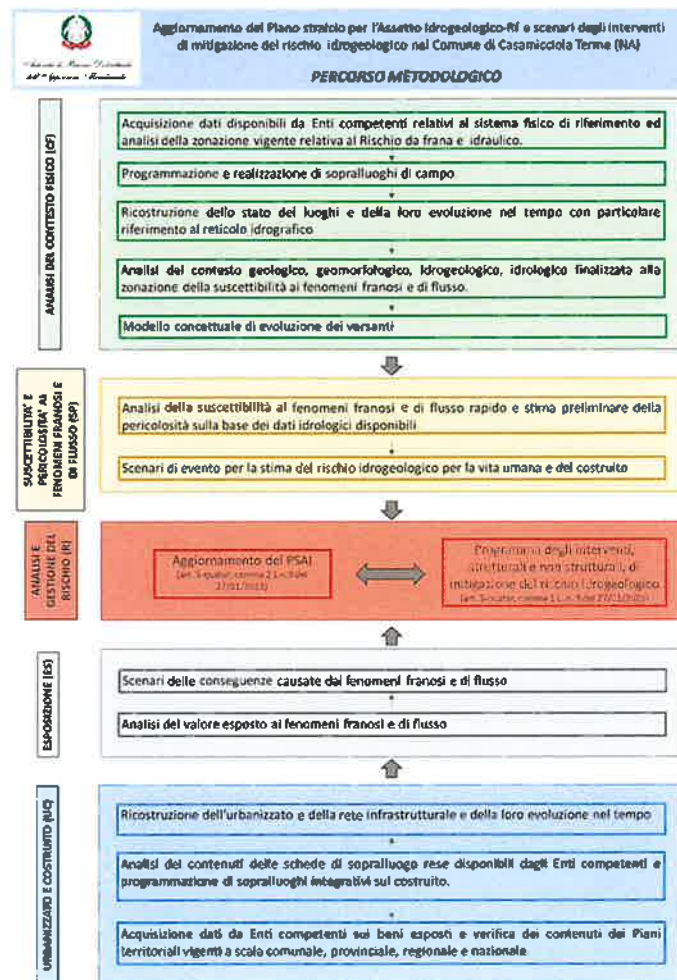 Aggiornamento del Piano stralcio per l'Assetto Idrogeologico-Rf e scenari degli interventi
di mitigazione del rischio idrogeologico nel Comune di Casamicciola Terme (NA)
PERCORSO METODOLOGICO
ANALISI DEL CONTESTO FISICO (CF)
Acquisizione dati disponibili da Enti competenti relativi al sistema fisico di riferimento ed
analisi della zonazione vigente relativa al Rischio da frana e idraulico.
Programmazione e realizzazione di sopralluoghi di campo
Ricostruzione dello stato dei luoghi e della loro evoluzione nel tempo con particolare
riferimento al reticolo idrografico
Analisi del contesto geologico, geomorfologico, idrogeologico, idrologico finalizzata alla
zonazione della suscettibilità ai fenomeni franosi e di flusso.
Modello concettuale di evoluzione dei versanti
SUSCETTIBILITA' E
PERICOLOSITA' AI
FENOMENI FRANOSI E
DI FLUSSO (SP)
Analisi della suscettibilità ai fenomeni franosi e di flusso rapido e stima preliminare della
pericolosità sulla base dei dati idrologici disponibili
Scenari di evento per la stima del rischio idrogeologico per la vita umana e del costruito
ANALISI E
GESTIONE DEL
RISCHIO (R)
Aggiornamento del PSAI
27/01/2023)
Programma degli interventi,
strutturali e non strutturali, di
mitigazione del rischio idrogeologico
ESPOSIZIONE (ES)
Scenari delle conseguenze causate dai fenomeni franosi e di flusso
Analisi del valore esposto ai fenomeni franosi e di flusso
URBANIZZATO E COSTRUITO (UC)
Ricostruzione dell'urbanizzato e della rete infrastrutturale e della loro evoluzione nel tempo
Analisi dei contenuti delle schede di sopralluogo rese disponibili dagli Enti competenti e
programmazione di sopralluoghi integrativi sul costruito.
Acquisizione dati da Enti competenti sui beni esposti e verifica dei contenuti dei Piani
territoriali vigenti a scala comunale, provinciale, regionale e nazionale